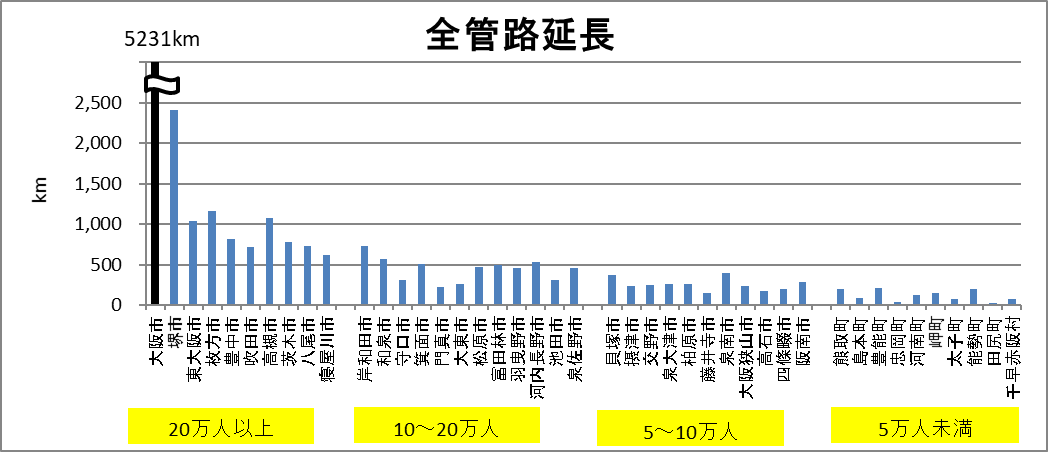 全管路延長
5231km
km
2,500
2,000
1,500
1,000
500
0
大阪市
堺市
東大阪市
枚方市
豊中市
吹田市
高槻市
茨木市
八尾市
寝屋川市
岸和田市
和泉市
守口市
箕面市
門真市
大東市
松原市
富田林市
羽曳野市
河内長野市
池田市
泉佐野市
貝塚市
摂津市
交野市
泉大津市
柏原市
藤井寺市
泉南市
大阪狭山市
高石市
四條畷市
阪南市
熊取町
島本町
豊能町
忠岡町
河南町
岬町
太子町
能勢町
田尻町
千早赤阪村
20万人以上
10～20万人
5～10万人
5万人未満